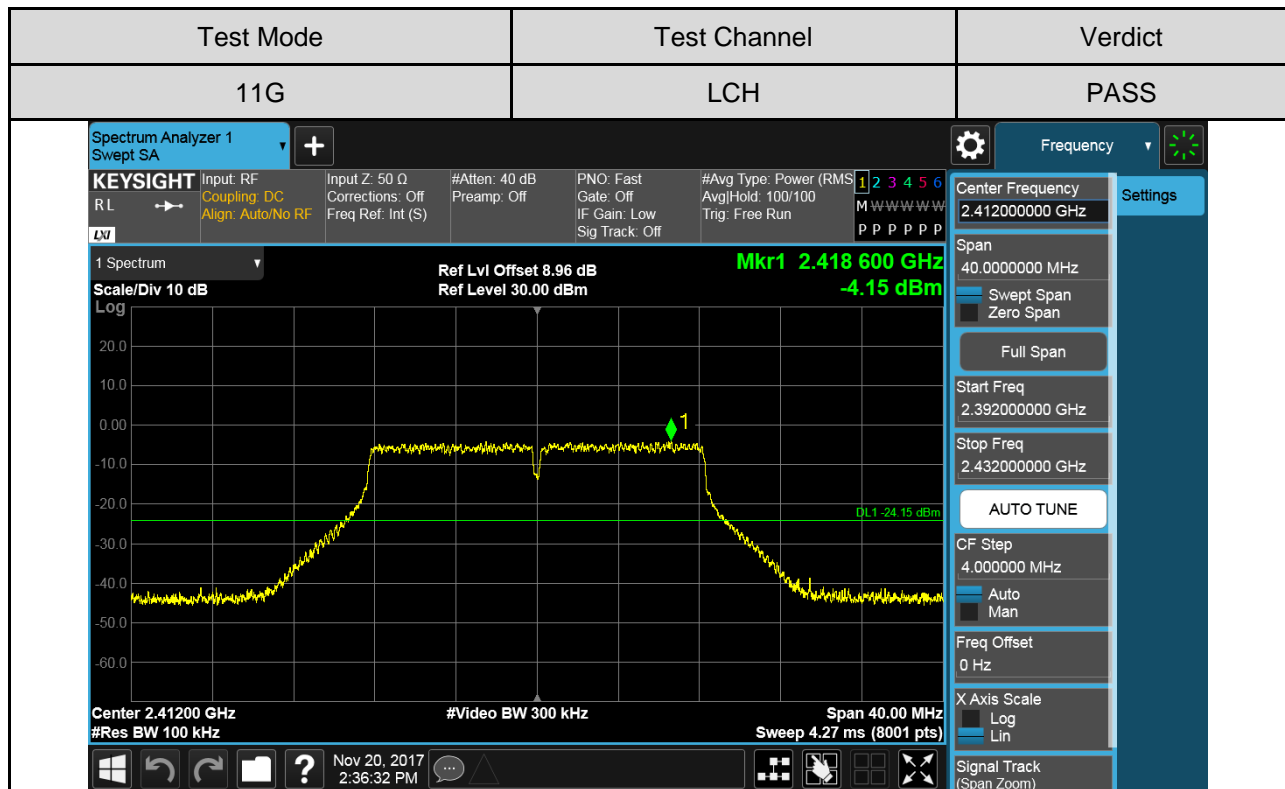 Test Mode Test Channel Verdict
11G LCH PASS
Spectrum Analyzer 1
Swept SA
+
Frequency
KEYSIGHT
R L
LXI
Input: RF
Coupling: DC
Align: Auto/No RF
Input Z: 50 Ω
Corrections: Off
Freq Ref: Int (S)
#Atten: 40 dB
Preamp: Off
PNO: Fast
Gate: Off
IF Gain: Low
Sig Track: Off
#Avg Type: Power (RMS
Avg|Hold: 100/100
Trig: Free Run
1 2 3 4 5 6
M W W W W W
P P P P P P
1 Spectrum
Scale/Div 10 dB
Log
Ref Lvl Offset 8.96 dB
Ref Level 30.00 dBm
Mkr1 2.418 600 GHz
-4.15 dBm
20.0
10.0
0.00
1
-10.0
-20.0
DL1 -24.15 dBm
-30.0
-40.0
-50.0
-60.0
Center 2.41200 GHz
#Res BW 100 kHz
#Video BW 300 kHz
Span 40.00 MHz
Sweep 4.27 ms (8001 pts)
?
Nov 20, 2017
2:36:32 PM
Center Frequency
2.412000000 GHz
Settings
Span
40.0000000 MHz
Swept Span
Zero Span
Full Span
Start Freq
2.392000000 GHz
Stop Freq
2.432000000 GHz
AUTO TUNE
CF Step
4.000000 MHz
Auto
Man
Freq Offset
0 Hz
X Axis Scale
Log
Lin
Signal Track
(Span Zoom)